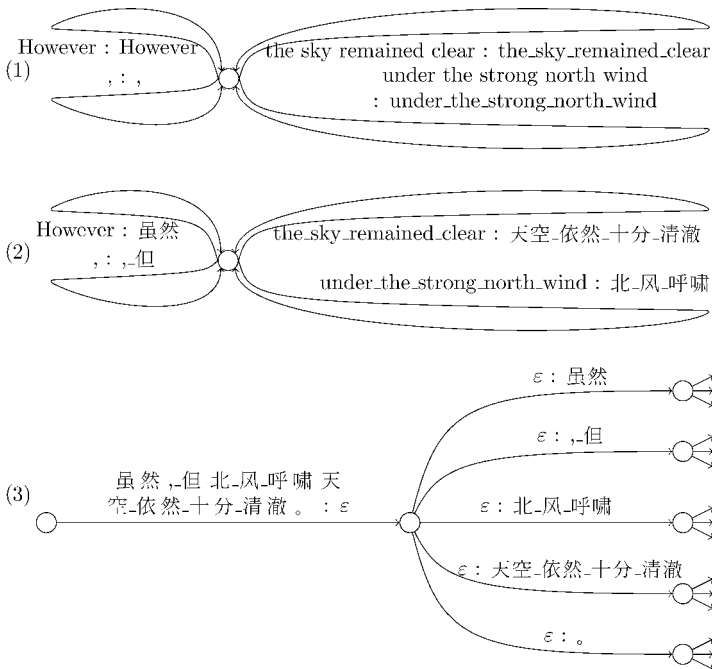 (1)
However : However
, : ,
the sky remained clear : the_sky_remained_clear
under the strong north wind
: under_the_strong_north_wind
(2)
However : 虽然
, : ,_但
the_sky_remained_clear : 天空_依然_十分_清澈
under_the_strong_north_wind : 北_风_呼啸
(3)
虽然 ,_但 北_风_呼啸 天
空_依然_十分_清澈 。 : ε
ε : 虽然
ε : ,_但
ε : 北_风_呼啸
ε : 天空_依然_十分_清澈
ε : 。